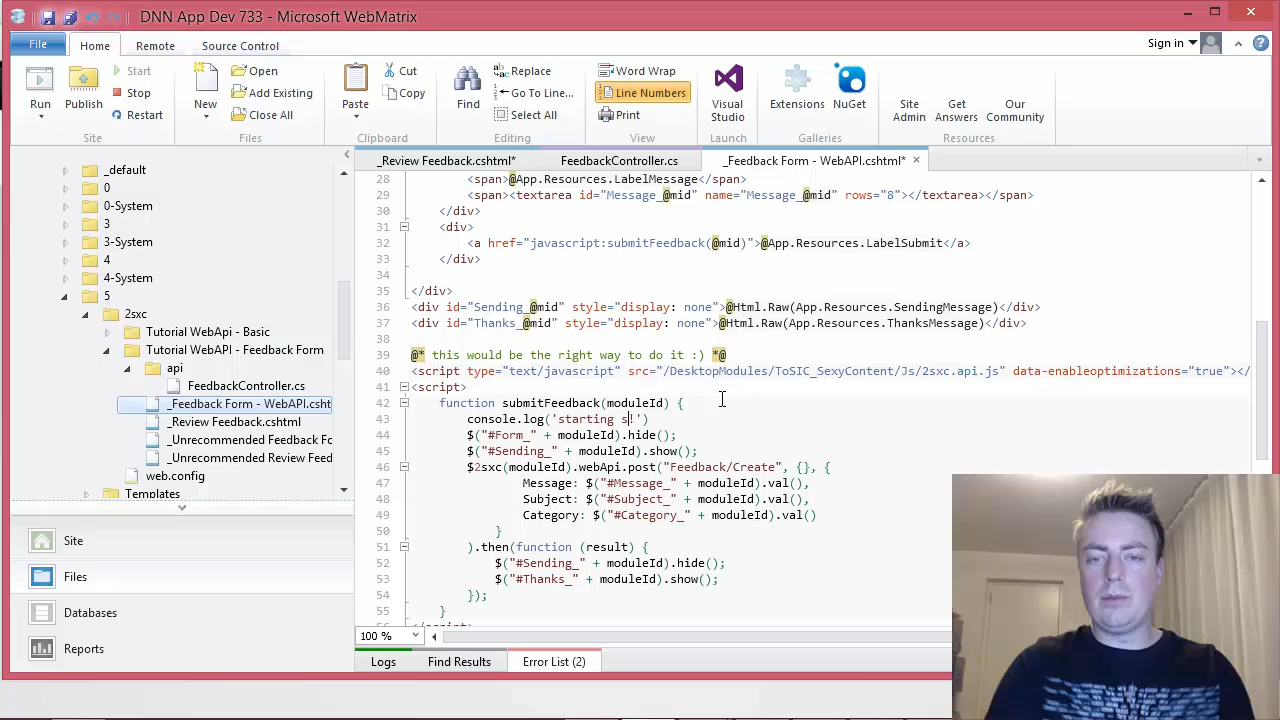 DNN App Dev 733 - Microsoft WebMatrix
File Home Remote Source Control Sign in
Run Publish Start Stop Restart New Open Add Existing Close All Paste Cut Copy Find Replace Go To Line... Select All Word Wrap Line Numbers Print Visual Studio Extensions NuGet Site Admin Get Answers Our Community
Site Files Clipboard Editing View Launch Galleries Resources
_Review Feedback.cshtml* FeedbackController.cs _Feedback Form - WebAPI.cshtml*
_default
0
0-System
3
3-System
4
4-System
5
2sxc
Tutorial WebApi - Basic
Tutorial WebAPI - Feedback Form
api
FeedbackController.cs
_Feedback Form - WebAPI.csht
_Review Feedback.cshtml
_Unrecommended Feedback For
_Unrecommended Review Feed
web.config
Templates
Site
Files
Databases
Reports
28 <span>@App.Resources.LabelMessage</span>
29 <span><textarea id="Message_@mid" name="Message_@mid" rows="8"></textarea></span>
30 </div>
31 <div>
32 <a href="javascript:submitFeedback(@mid)">@App.Resources.LabelSubmit</a>
33 </div>
34
35 </div>
36 <div id="Sending_@mid" style="display: none">@Html.Raw(App.Resources.SendingMessage)</div>
37 <div id="Thanks_@mid" style="display: none">@Html.Raw(App.Resources.ThanksMessage)</div>
38
39 @* this would be the right way to do it :) *@
40 <script type="text/javascript" src="/DesktopModules/ToSIC_SexyContent/Js/2sxc.api.js" data-enableoptimizations="true"></
41 <script>
42 function submitFeedback(moduleId) {
43 console.log('starting s!')
44 $("#Form_" + moduleId).hide();
45 $("#Sending_" + moduleId).show();
46 $2sxc(moduleId).webApi.post("Feedback/Create", {}, {
47 Message: $("#Message_" + moduleId).val(),
48 Subject: $("#Subject_" + moduleId).val(),
49 Category: $("#Category_" + moduleId).val()
50 }
51 ).then(function (result) {
52 $("#Sending_" + moduleId).hide();
53 $("#Thanks_" + moduleId).show();
54 });
55 }
100 %
Logs Find Results Error List (2)